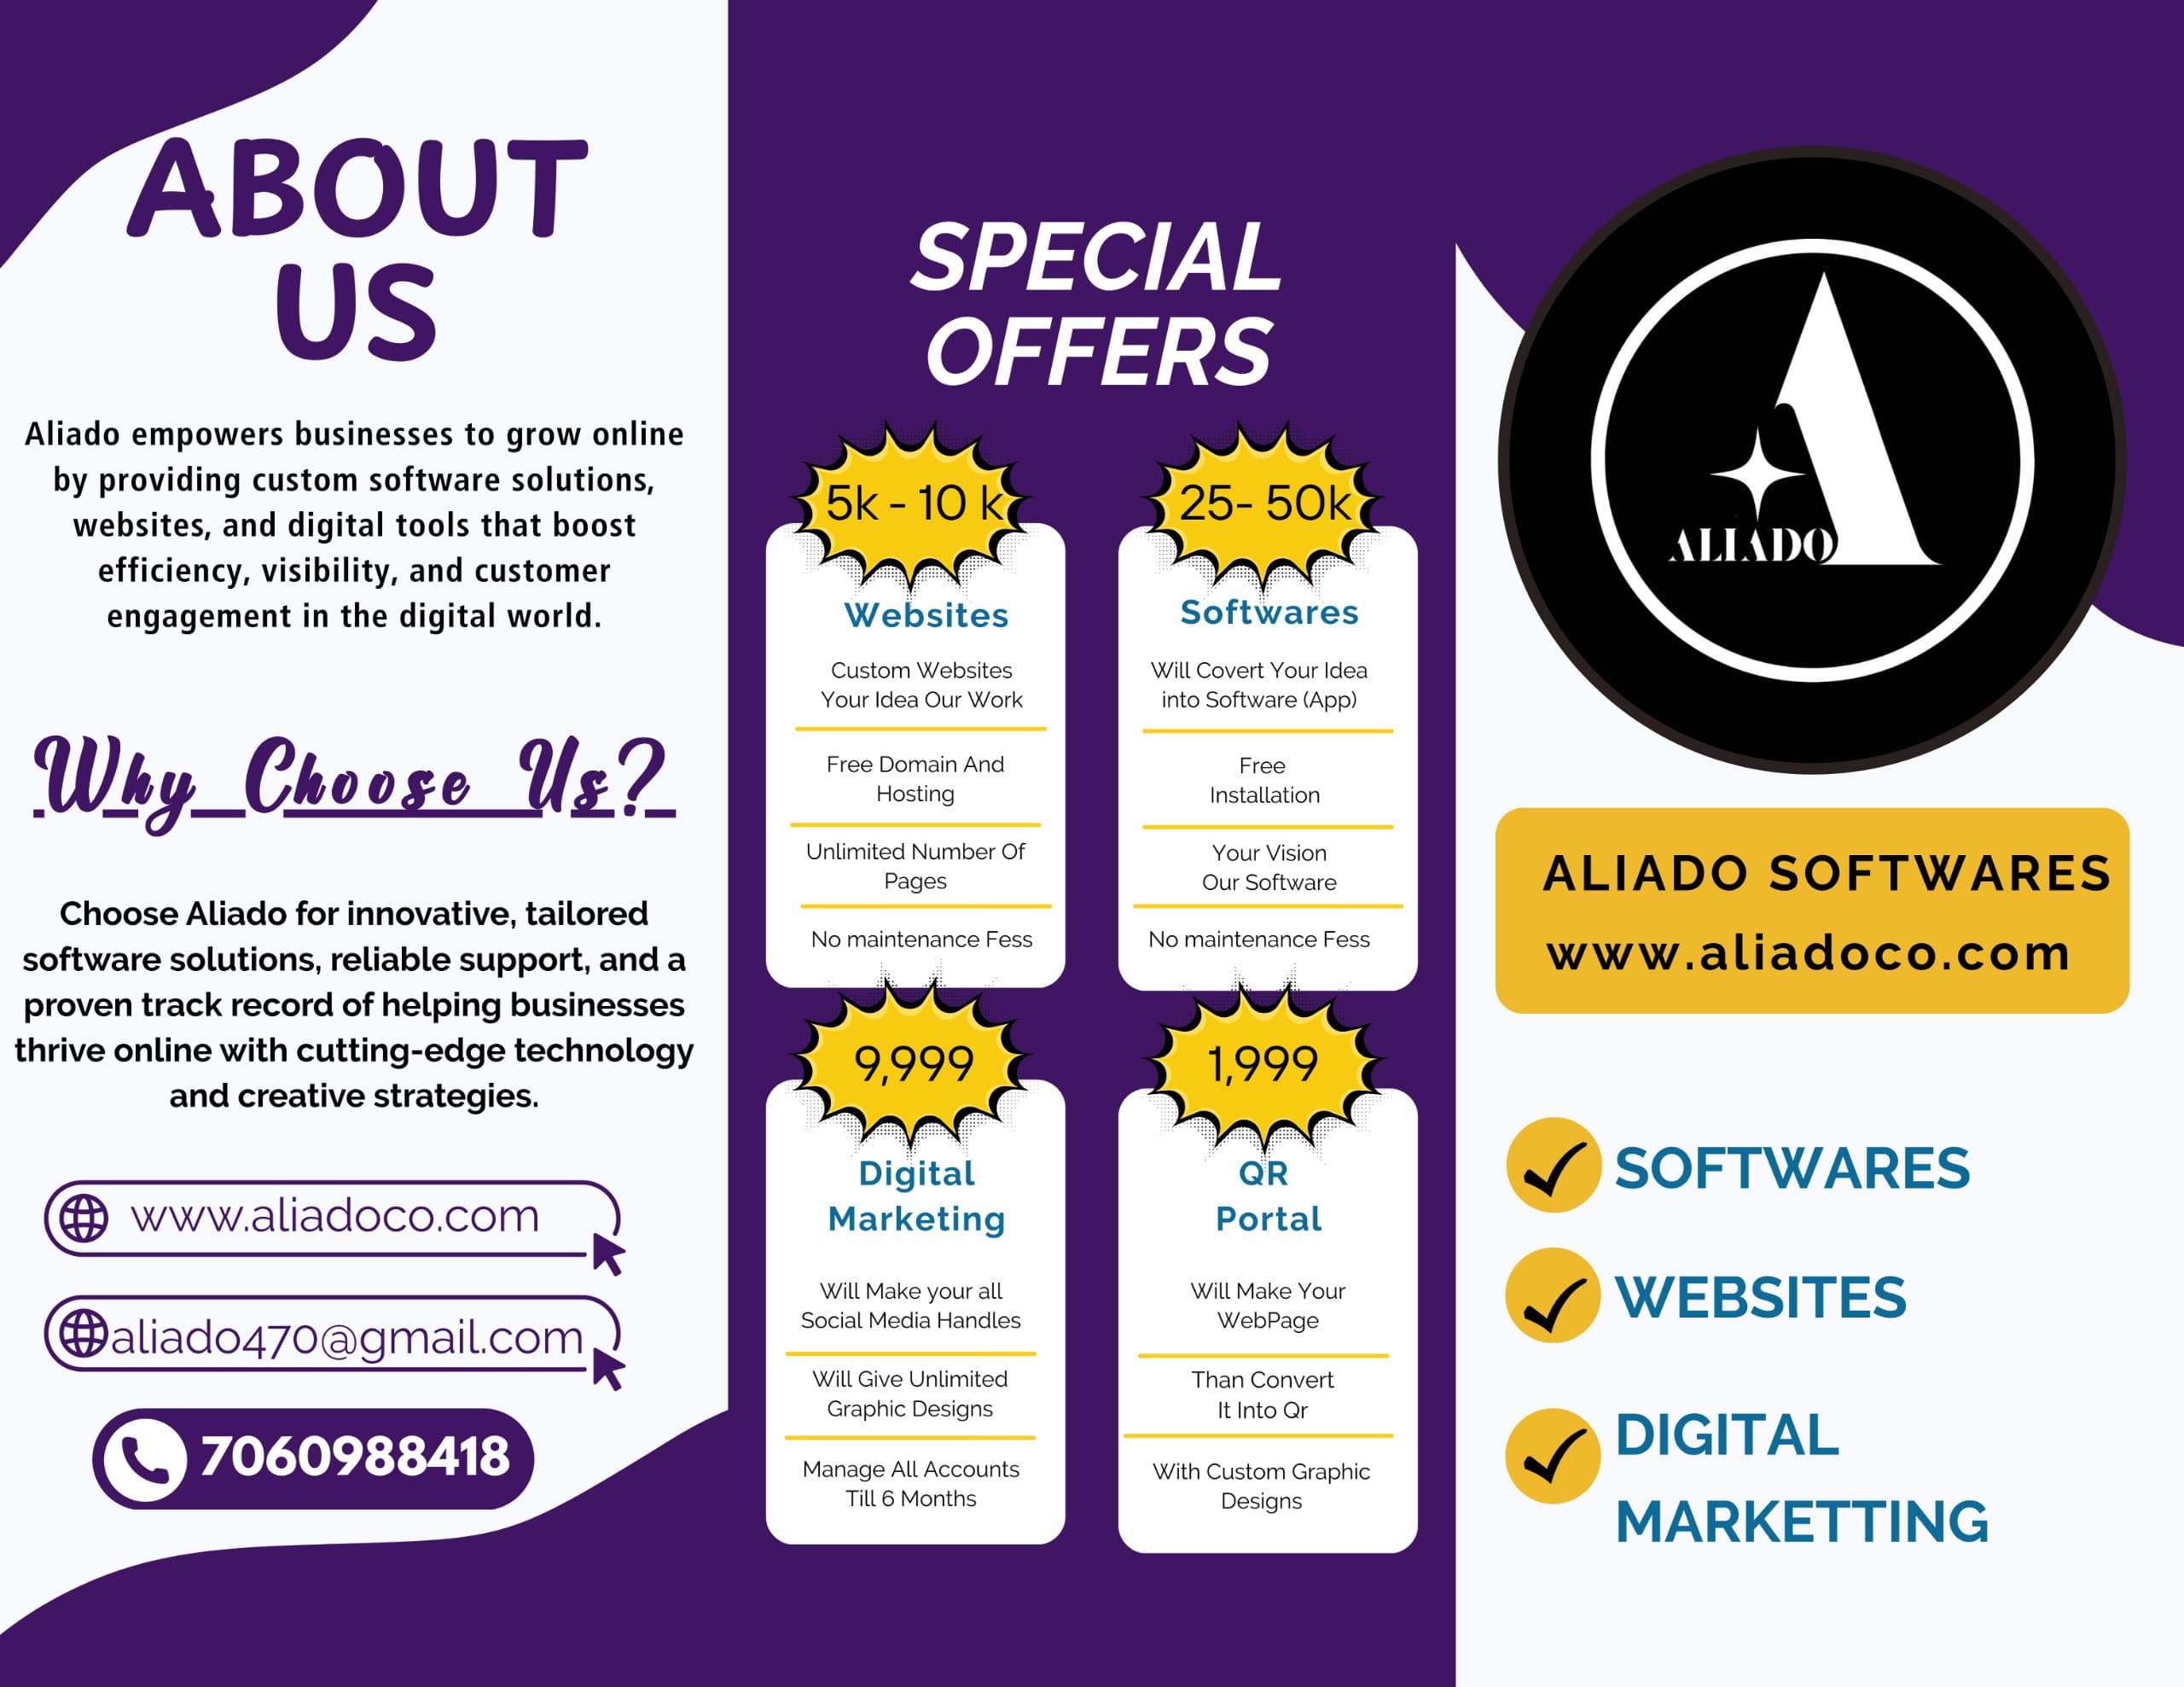 ABOUT
US
Aliado empowers businesses to grow online
by providing custom software solutions,
websites, and digital tools that boost
efficiency, visibility, and customer
engagement in the digital world.
Why Choose Us?
Choose Aliado for innovative, tailored
software solutions, reliable support, and a
proven track record of helping businesses
thrive online with cutting-edge technology
and creative strategies.
www.aliadoco.com
aliado470@gmail.com
7060988418
SPECIAL
OFFERS
5k - 10 k
Websites
Custom Websites
Your Idea Our Work
Free Domain And
Hosting
Unlimited Number Of
Pages
No maintenance Fess
25- 50k
Softwares
Will Covert Your Idea
into Software (App)
Free
Installation
Your Vision
Our Software
No maintenance Fess
9,999
Digital
Marketing
Will Make your all
Social Media Handles
Will Give Unlimited
Graphic Designs
Manage All Accounts
Till 6 Months
1,999
QR
Portal
Will Make Your
WebPage
Than Convert
It Into Qr
With Custom Graphic
Designs
A
ALIADO
ALIADO SOFTWARES
www.aliadoco.com
SOFTWARES
WEBSITES
DIGITAL
MARKETTING